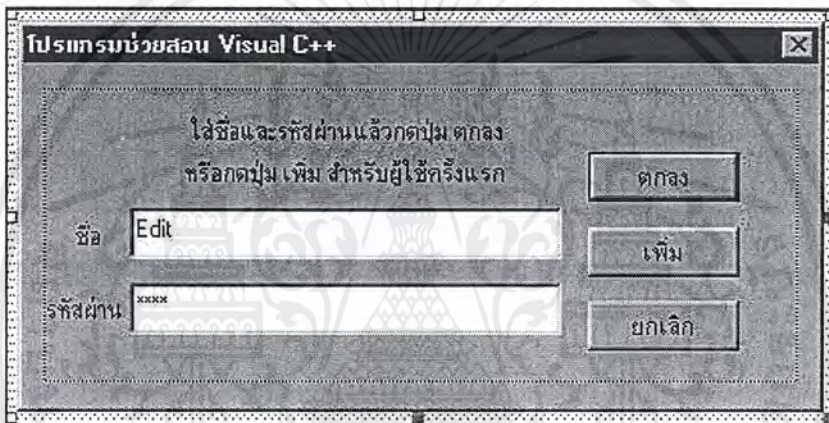 โปรแกรมช่วยสอน Visual C++
ใส่ชื่อและรหัสผ่านแล้วกดปุ่ม ตกลง
หรือกดปุ่ม เพิ่ม สำหรับผู้ใช้ครั้งแรก
ตกลง
ชื่อ
Edit
เพิ่ม
รหัสผ่าน
xxxx
ยกเลิก